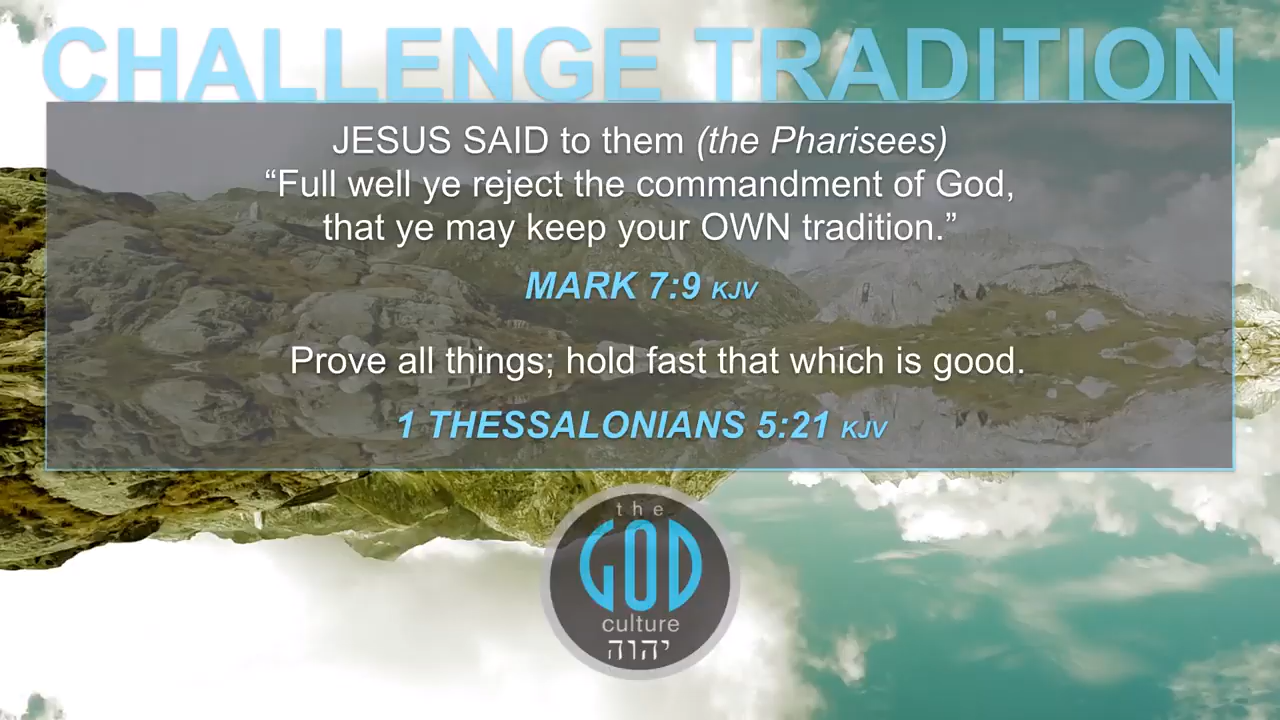 CHALLENGE TRADITION
JESUS SAID to them (the Pharisees)
“Full well ye reject the commandment of God,
that ye may keep your OWN tradition.”
MARK 7:9 KJV
Prove all things; hold fast that which is good.
1 THESSALONIANS 5:21 KJV
the
GOD
culture
יהוה